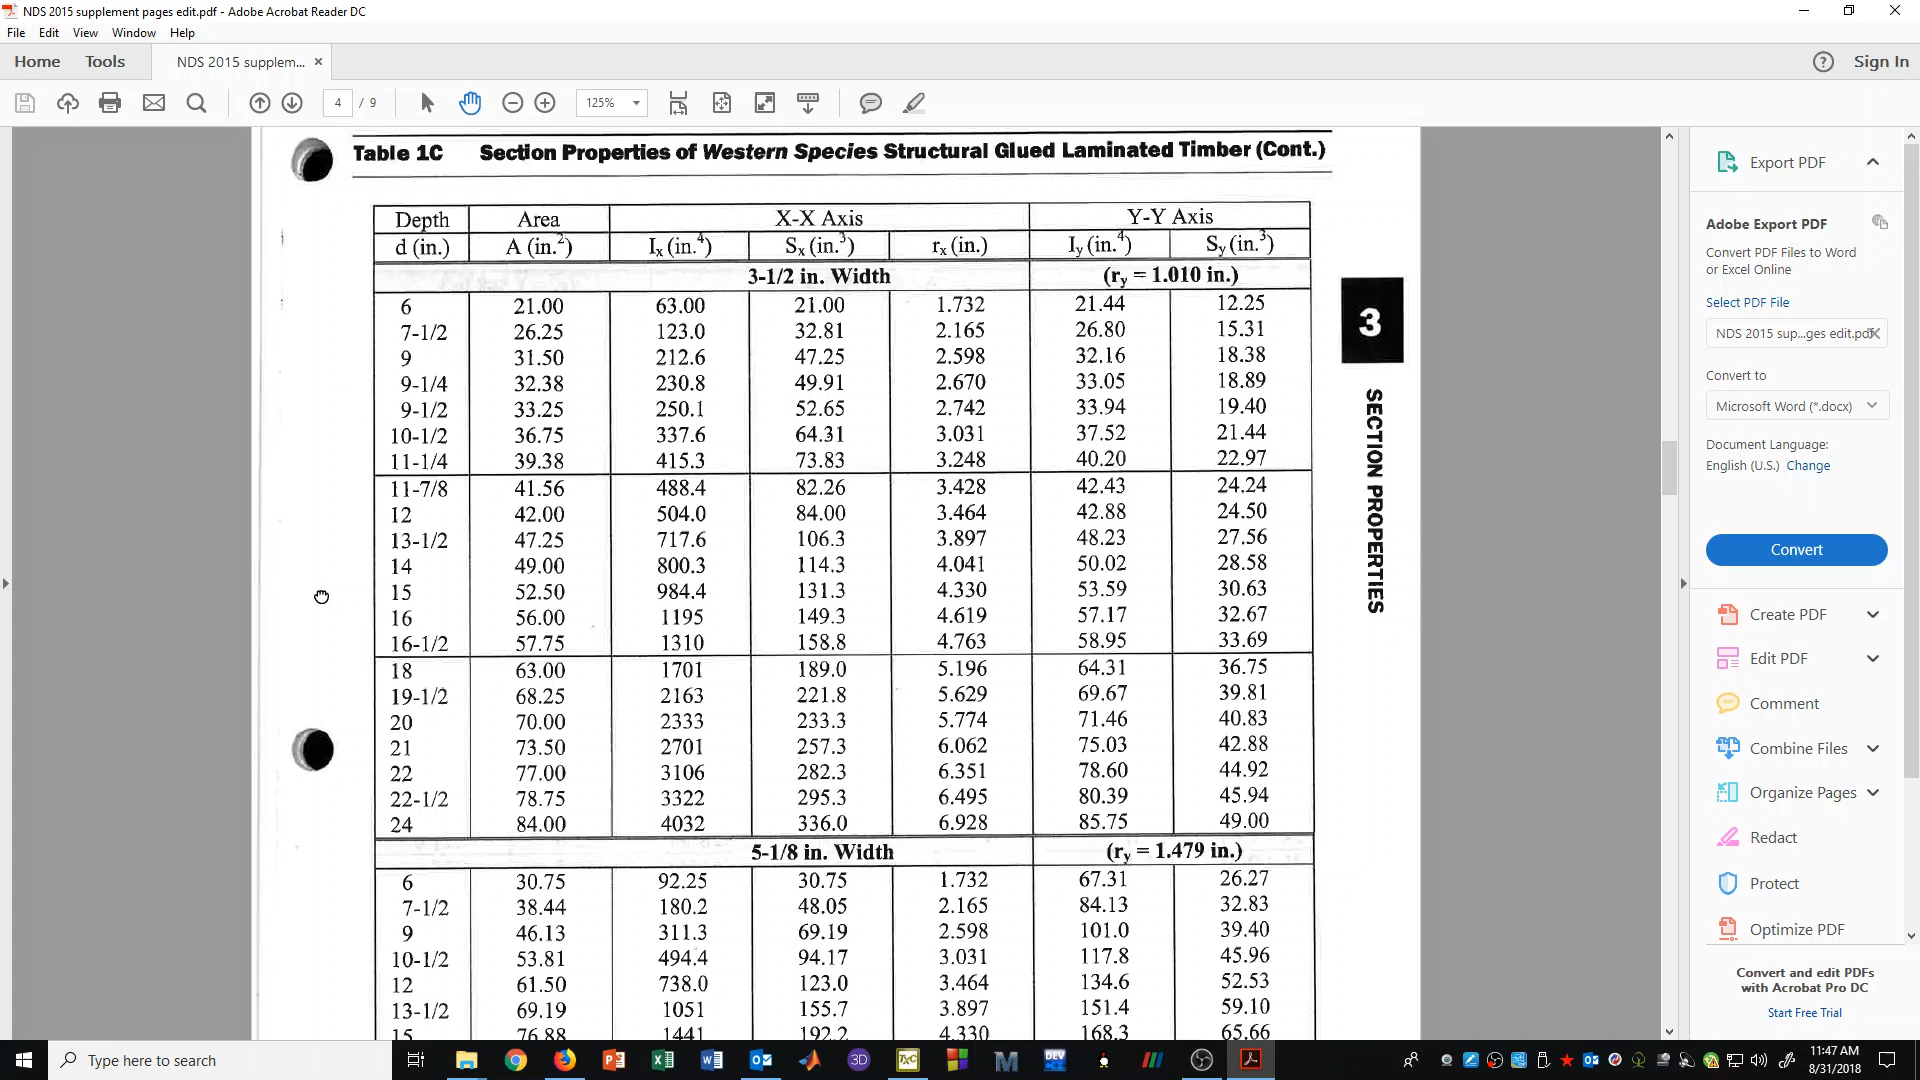 NDS 2015 supplement pages edit.pdf - Adobe Acrobat Reader DC
File Edit View Window Help
Home Tools NDS 2015 supplem... × Sign In
4 / 9 125%
Table 1C Section Properties of Western Species Structural Glued Laminated Timber (Cont.)
Depth Area X-X Axis Y-Y Axis
d (in.) A (in.²) Iₓ (in.⁴) Sₓ (in.³) rₓ (in.) Iy (in.⁴) Sy (in.³)
3-1/2 in. Width (ry = 1.010 in.)
6 21.00 63.00 21.00 1.732 21.44 12.25
7-1/2 26.25 123.0 32.81 2.165 26.80 15.31
9 31.50 212.6 47.25 2.598 32.16 18.38
9-1/4 32.38 230.8 49.91 2.670 33.05 18.89
9-1/2 33.25 250.1 52.65 2.742 33.94 19.40
10-1/2 36.75 337.6 64.31 3.031 37.52 21.44
11-1/4 39.38 415.3 73.83 3.248 40.20 22.97
11-7/8 41.56 488.4 82.26 3.428 42.43 24.24
12 42.00 504.0 84.00 3.464 42.88 24.50
13-1/2 47.25 717.6 106.3 3.897 48.23 27.56
14 49.00 800.3 114.3 4.041 50.02 28.58
15 52.50 984.4 131.3 4.330 53.59 30.63
16 56.00 1195 149.3 4.619 57.17 32.67
16-1/2 57.75 1310 158.8 4.763 58.95 33.69
18 63.00 1701 189.0 5.196 64.31 36.75
19-1/2 68.25 2163 221.8 5.629 69.67 39.81
20 70.00 2333 233.3 5.774 71.46 40.83
21 73.50 2701 257.3 6.062 75.03 42.88
22 77.00 3106 282.3 6.351 78.60 44.92
22-1/2 78.75 3322 295.3 6.495 80.39 45.94
24 84.00 4032 336.0 6.928 85.75 49.00
5-1/8 in. Width (ry = 1.479 in.)
6 30.75 92.25 30.75 1.732 67.31 26.27
7-1/2 38.44 180.2 48.05 2.165 84.13 32.83
9 46.13 311.3 69.19 2.598 101.0 39.40
10-1/2 53.81 494.4 94.17 3.031 117.8 45.96
12 61.50 738.0 123.0 3.464 134.6 52.53
13-1/2 69.19 1051 155.7 3.897 151.4 59.10
15 76.88 1441 192.2 4.330 168.3 65.66
3
SECTION PROPERTIES
Export PDF
Adobe Export PDF
Convert PDF Files to Word
or Excel Online
Select PDF File
NDS 2015 sup...ges edit.pdf
Convert to
Microsoft Word (*.docx)
Document Language:
English (U.S.) Change
Convert
Create PDF
Edit PDF
Comment
Combine Files
Organize Pages
Redact
Protect
Optimize PDF
Convert and edit PDFs
with Acrobat Pro DC
Start Free Trial
Type here to search
11:47 AM
8/31/2018